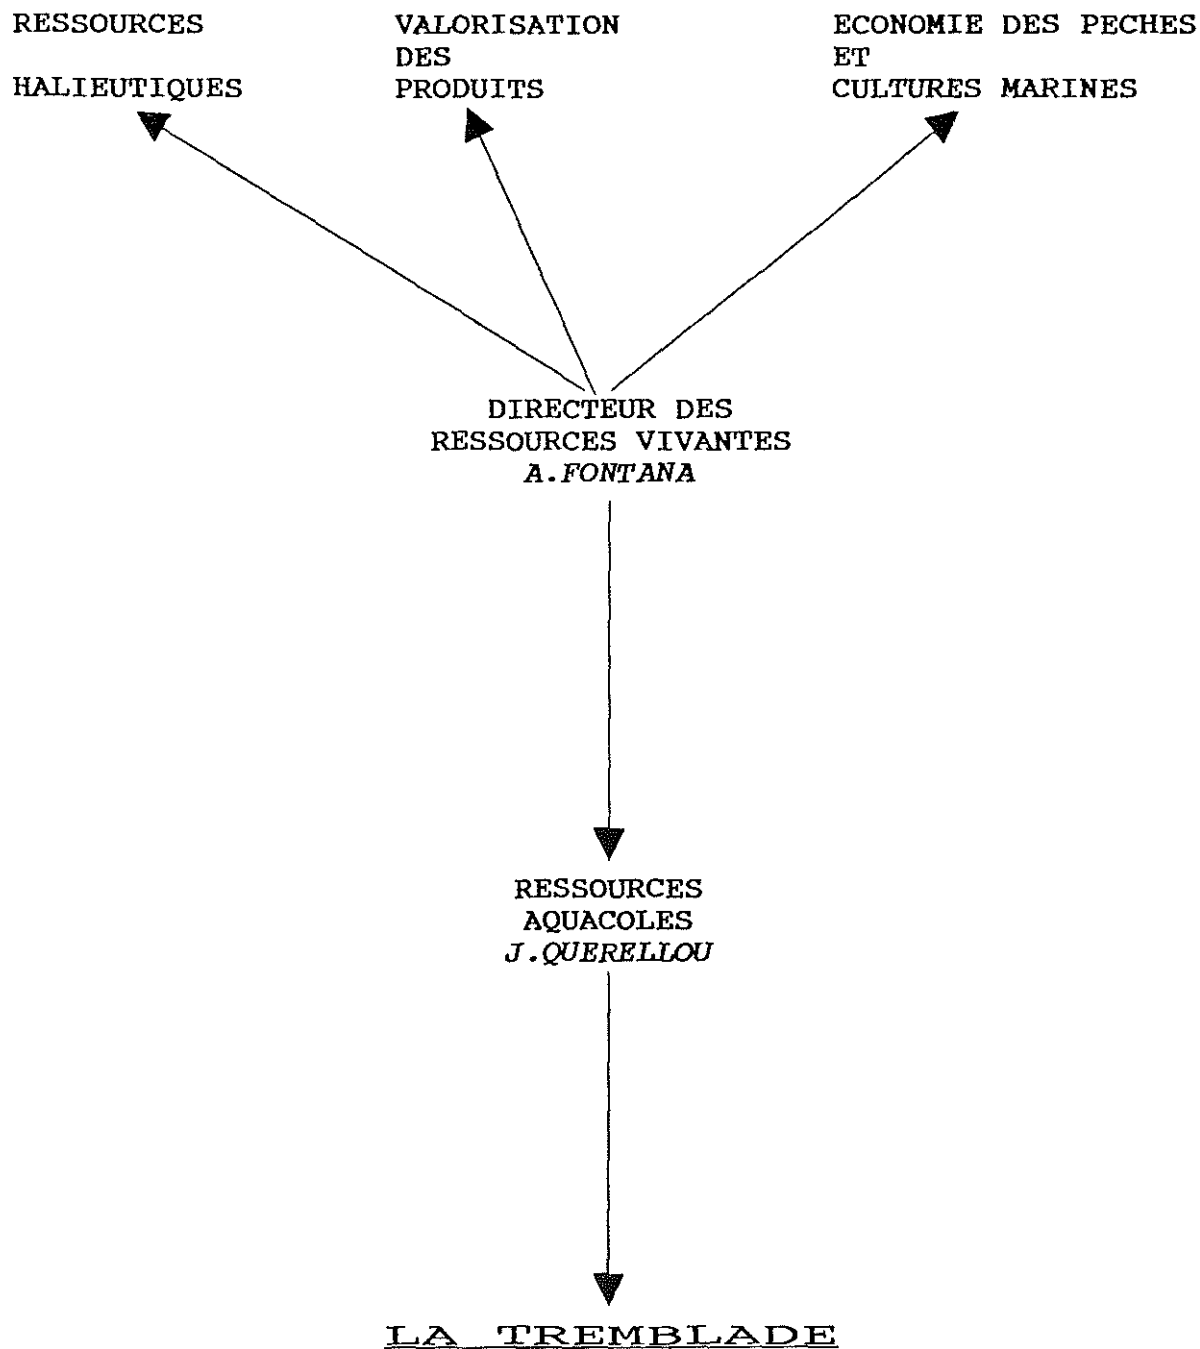 RESSOURCES
HALIEUTIQUES
VALORISATION
DES
PRODUITS
ECONOMIE DES PECHES
ET
CULTURES MARINES
DIRECTEUR DES
RESSOURCES VIVANTES
A.FONTANA
RESSOURCES
AQUACOLES
J.QUERELLOU
LA TREMBLADE